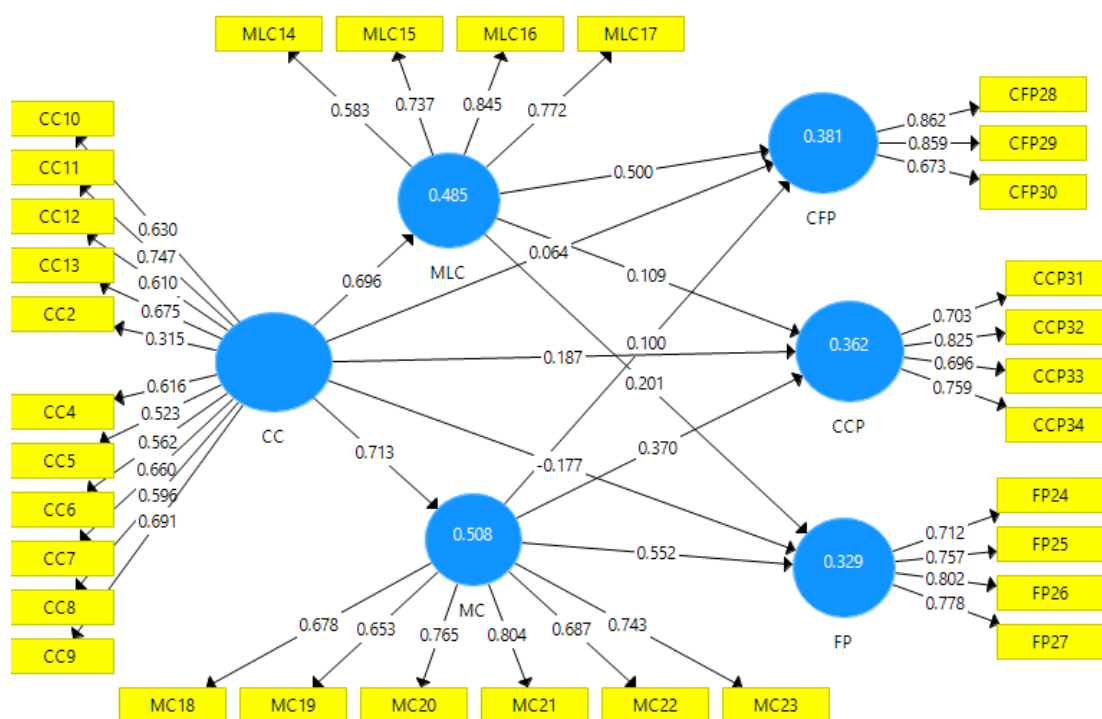 MLC14
MLC15
MLC16
MLC17
0.583
0.737
0.845
0.772
CC10
CC11
CC12
CC13
CC2
CC4
CC5
CC6
CC7
CC8
CC9
0.630
0.747
0.610
0.675
0.315
0.616
0.523
0.562
0.660
0.596
0.691
CC
0.696
0.713
0.485
MLC
0.508
MC
0.500
0.064
0.109
0.187
0.100
0.201
0.370
-0.177
0.552
0.381
CFP
0.362
CCP
0.329
FP
0.862
0.859
0.673
CFP28
CFP29
CFP30
0.703
0.825
0.696
0.759
CCP31
CCP32
CCP33
CCP34
0.712
0.757
0.802
0.778
FP24
FP25
FP26
FP27
0.678
0.653
0.765
0.804
0.687
0.743
MC18
MC19
MC20
MC21
MC22
MC23